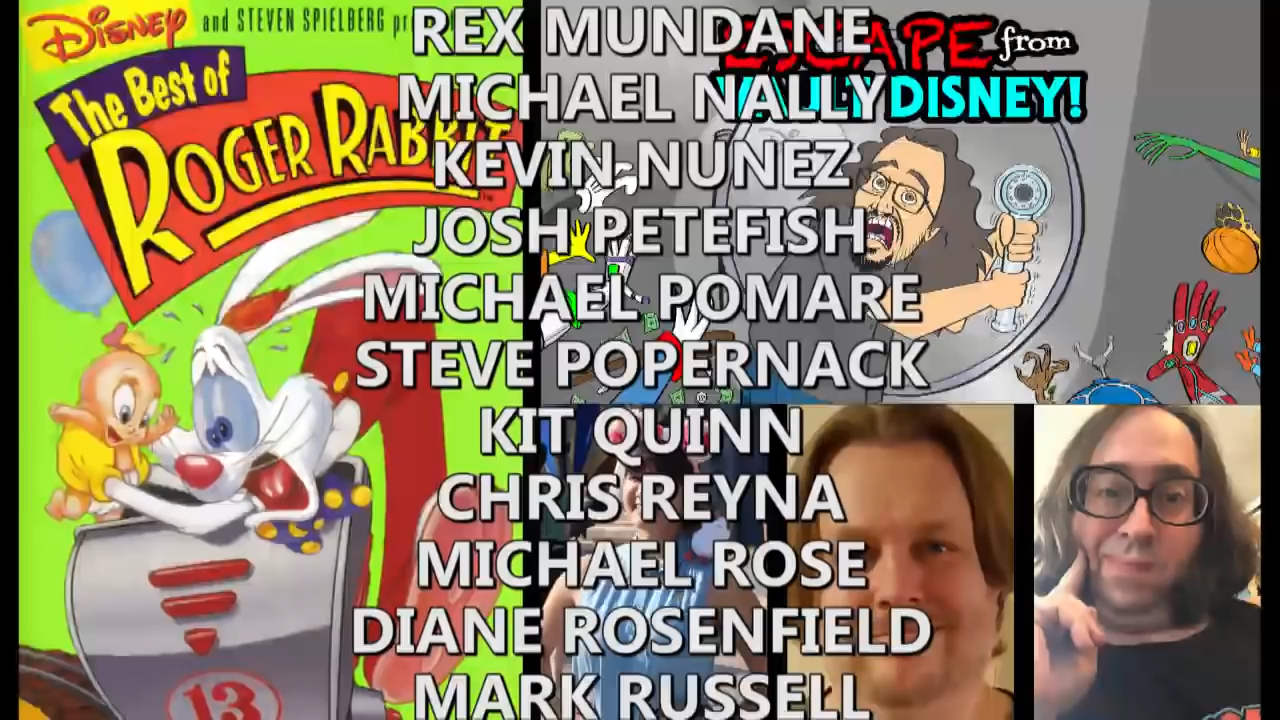 DISNEY and STEVEN SPIELBERG
The Best of
ROGER RABBIT
13
ESCAPE from
VAULT DISNEY!
REX MUNDANE
MICHAEL NALLY
KEVIN NUNEZ
JOSH PETEFISH
MICHAEL POMARE
STEVE POPERNACK
KIT QUINN
CHRIS REYNA
MICHAEL ROSE
DIANE ROSENFIELD
MARK RUSSELL